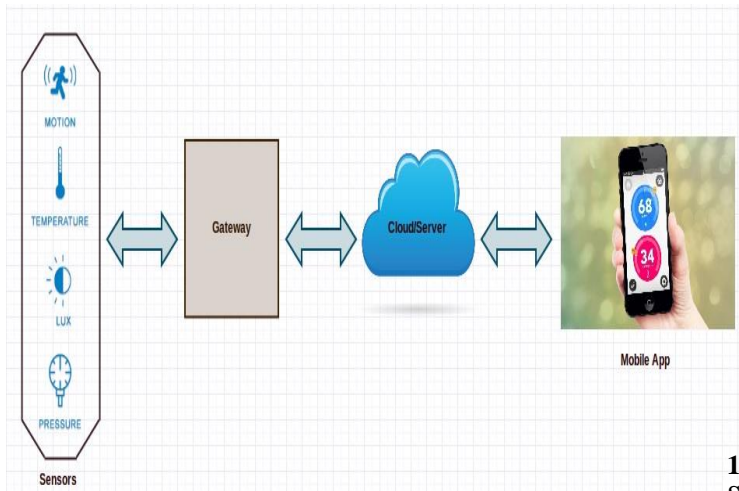 MOTION
TEMPERATURE
LUX
PRESSURE
Sensors
Gateway
Cloud/Server
68
34
Mobile App
1